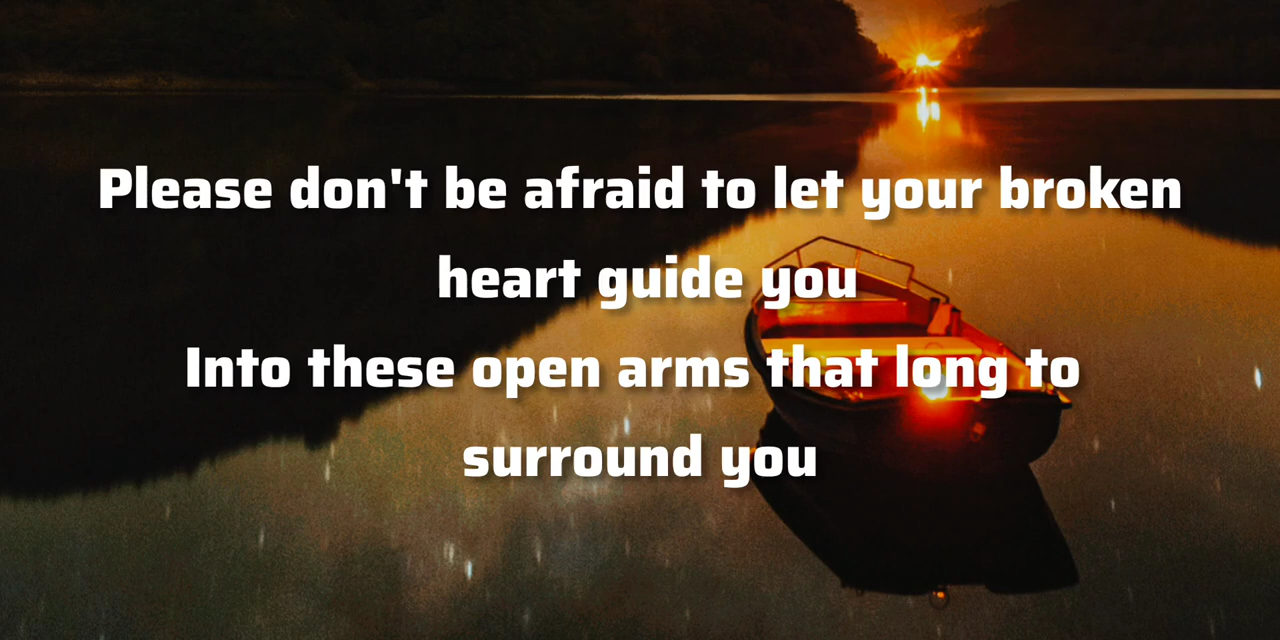 Please don't be afraid to let your broken
heart guide you
Into these open arms that long to
surround you